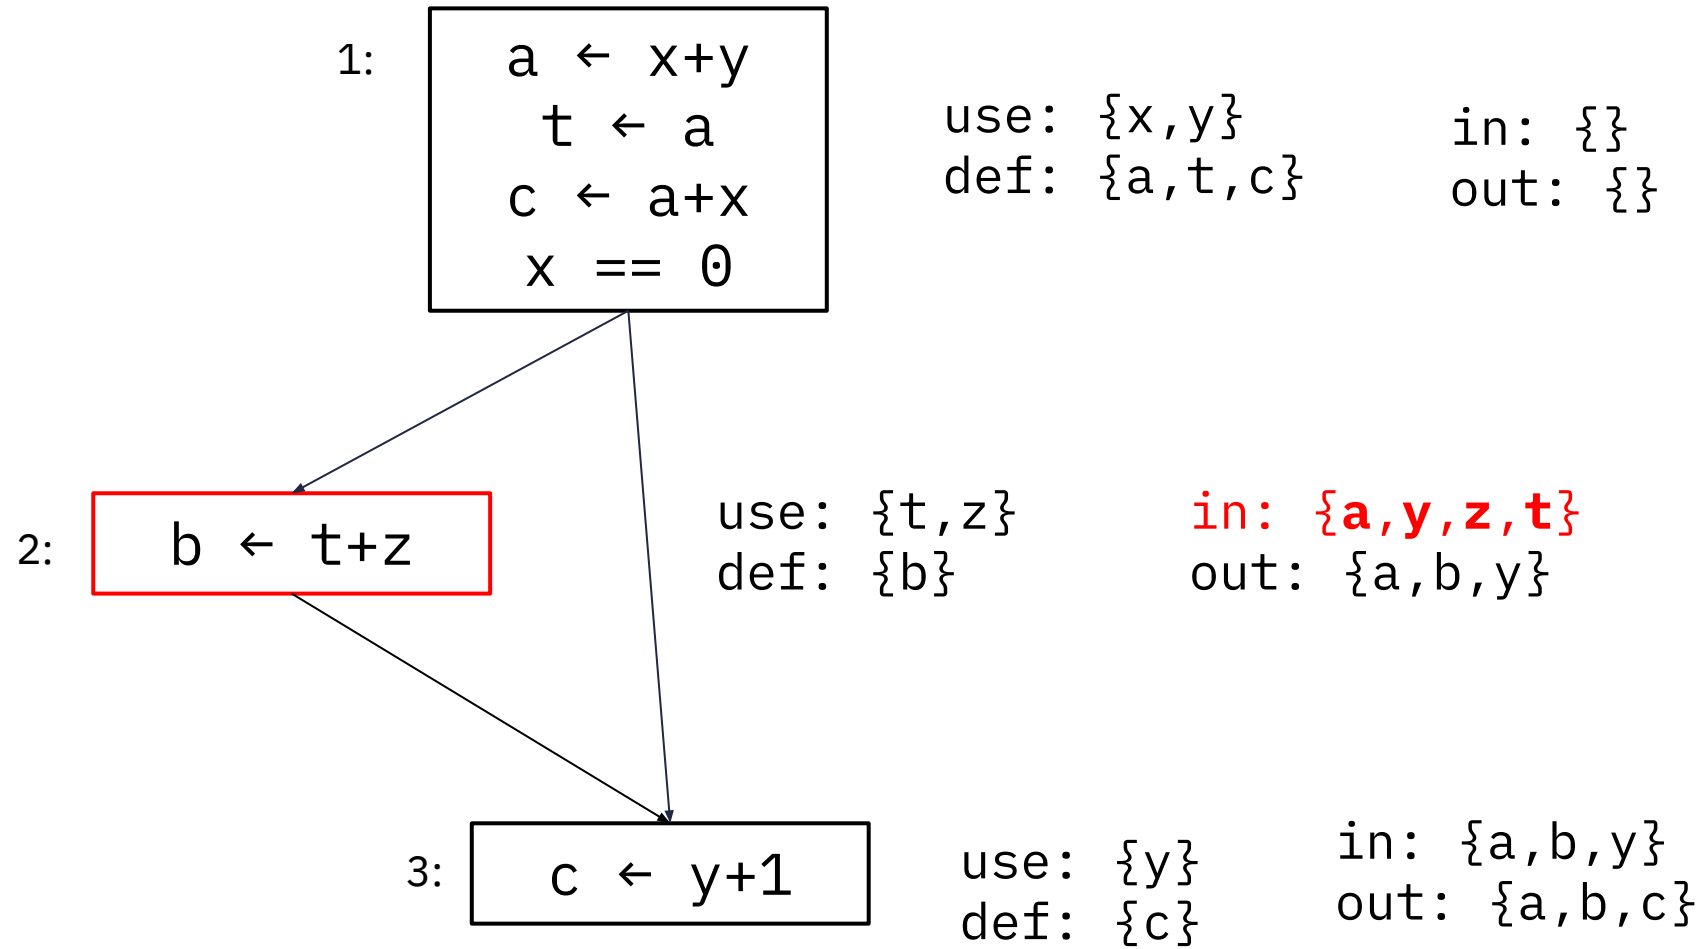 1:
a ← x+y
t ← a
c ← a+x
x == 0
use: {x,y}
def: {a,t,c}
in: {}
out: {}
2:
b ← t+z
use: {t,z}
def: {b}
in: {a,y,z,t}
out: {a,b,y}
3:
c ← y+1
use: {y}
def: {c}
in: {a,b,y}
out: {a,b,c}